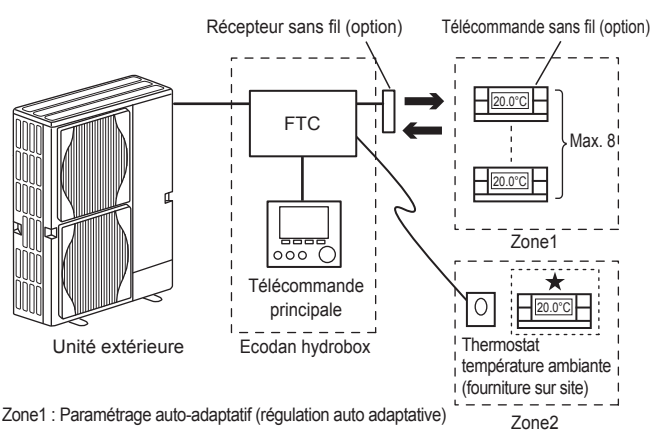 Récepteur sans fil (option)
Télécommande sans fil (option)
FTC
20.0°C
Max. 8
20.0°C
Zone1
Télécommande
principale
Unité extérieure
Ecodan hydrobox
★
20.0°C
Thermostat
température ambiante
(fourniture sur site)
Zone1 : Paramétrage auto-adaptatif (régulation auto adaptative)
Zone2